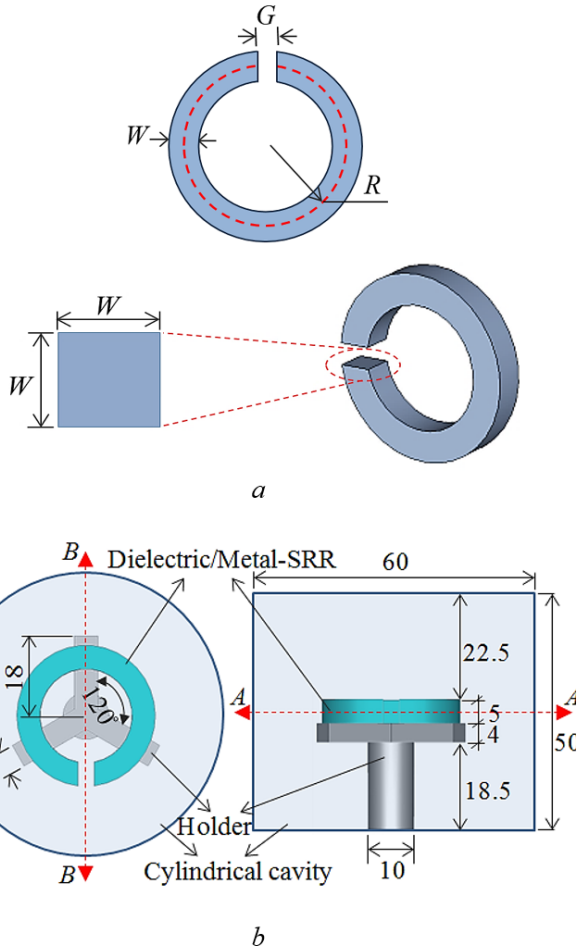 G
W
R
W
W
a
B
Dielectric/Metal-SRR
60
18
120°
22.5
A
A
5
4
50
18.5
Holder
B
Cylindrical cavity
10
b